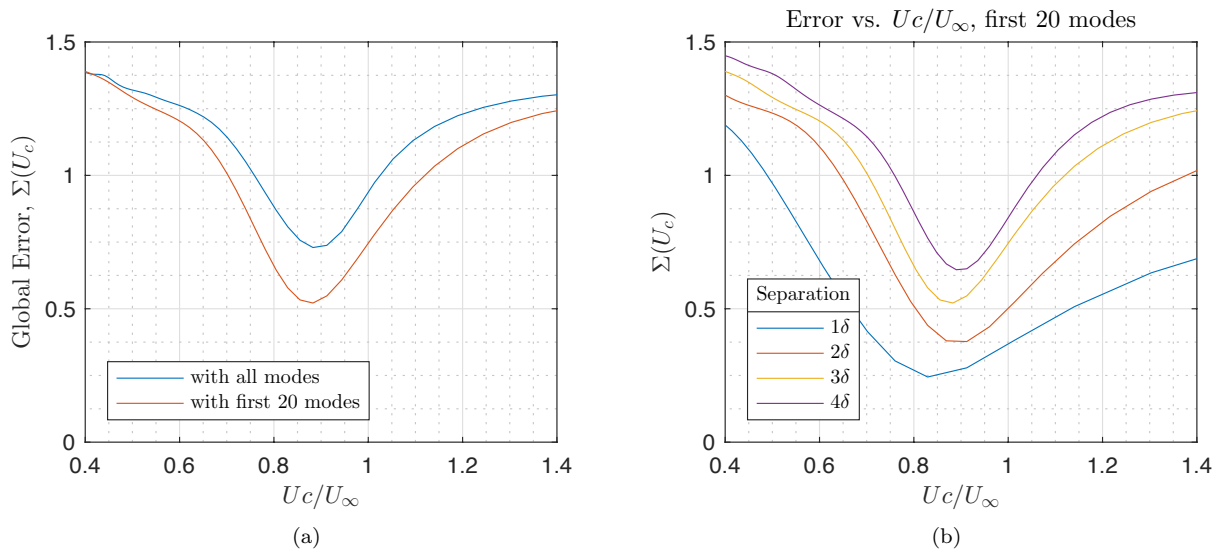 Error vs. Uc/U∞, first 20 modes
Global Error, Σ(U_c)
1.5
1
0.5
0
0.4
0.6
0.8
1
1.2
1.4
Uc/U∞
with all modes
with first 20 modes
(a)
Σ(U_c)
1.5
1
0.5
0
0.4
0.6
0.8
1
1.2
1.4
Uc/U∞
Separation
1δ
2δ
3δ
4δ
(b)